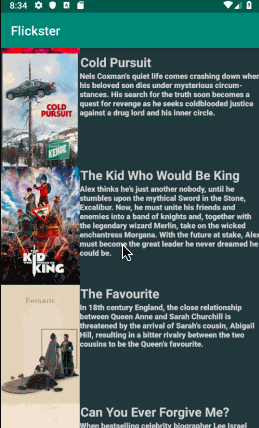 8:34
Flickster
Cold Pursuit
Nels Coxman's quiet life comes crashing down when
his beloved son dies under mysterious circum-
stances. His search for the truth soon becomes a
quest for revenge as he seeks coldblooded justice
against a drug lord and his inner circle.
COLD
PURSUIT
KEHOE
The Kid Who Would Be King
Alex thinks he's just another nobody, until he
stumbles upon the mythical Sword in the Stone,
Excalibur. Now, he must unite his friends and
enemies into a band of knights and, together with
the legendary wizard Merlin, take on the wicked
enchantress Morgana. With the future at stake, Alex
must become the great leader he never dreamed he
could be.
THE
KID
KING
The Favourite
In 18th century England, the close relationship
between Queen Anne and Sarah Churchill is
threatened by the arrival of Sarah's cousin, Abigail
Hill, resulting in a bitter rivalry between the two
cousins to be the Queen's favourite.
FAVOURITE
Can You Ever Forgive Me?
When bestselling celebrity biographer Lee Israel